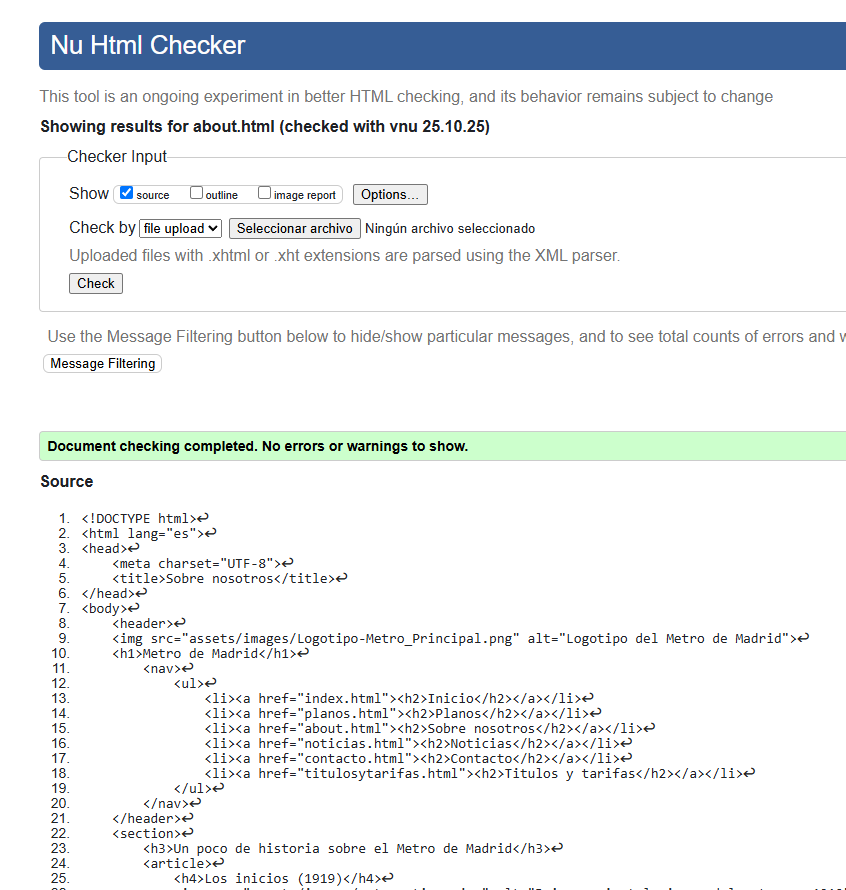 Nu Html Checker
This tool is an ongoing experiment in better HTML checking, and its behavior remains subject to change
Showing results for about.html (checked with vnu 25.10.25)
Checker Input
Show source outline image report Options...
Check by file upload Seleccionar archivo Ningún archivo seleccionado
Uploaded files with .xhtml or .xht extensions are parsed using the XML parser.
Check
Use the Message Filtering button below to hide/show particular messages, and to see total counts of errors and
Message Filtering
Document checking completed. No errors or warnings to show.
Source
1. <!DOCTYPE html>↩
2. <html lang="es">↩
3. <head>↩
4. <meta charset="UTF-8">↩
5. <title>Sobre nosotros</title>↩
6. </head>↩
7. <body>↩
8. <header>↩
9. <img src="assets/images/Logotipo-Metro_Principal.png" alt="Logotipo del Metro de Madrid">↩
10. <h1>Metro de Madrid</h1>↩
11. <nav>↩
12. <ul>↩
13. <li><a href="index.html"><h2>Inicio</h2></a></li>↩
14. <li><a href="planos.html"><h2>Planos</h2></a></li>↩
15. <li><a href="about.html"><h2>Sobre nosotros</h2></a></li>↩
16. <li><a href="noticias.html"><h2>Noticias</h2></a></li>↩
17. <li><a href="contacto.html"><h2>Contacto</h2></a></li>↩
18. <li><a href="titulosytarifas.html"><h2>Titulos y tarifas</h2></a></li>↩
19. </ul>↩
20. </nav>↩
21. </header>↩
22. <section>↩
23. <h3>Un poco de historia sobre el Metro de Madrid</h3>↩
24. <article>↩
25. <h4>Los inicios (1919)</h4>↩